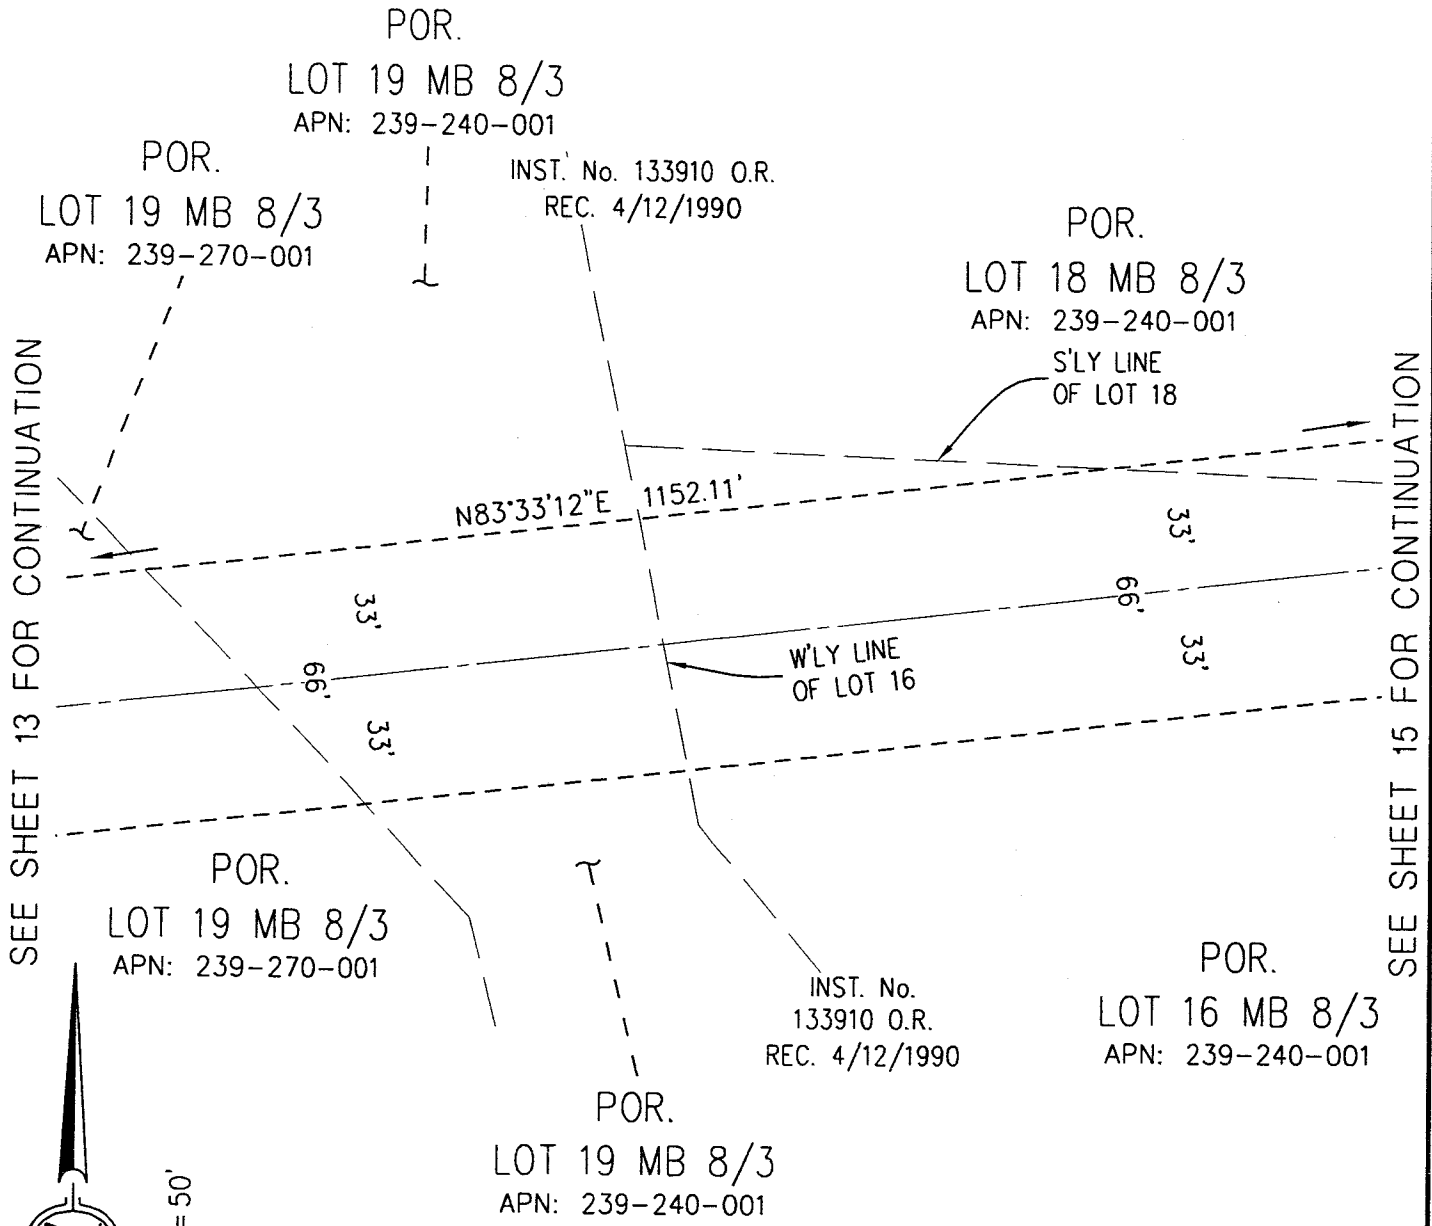 POR.
LOT 19 MB 8/3
APN: 239-240-001
POR.
LOT 19 MB 8/3
APN: 239-270-001
INST. No. 133910 O.R.
REC. 4/12/1990
POR.
LOT 18 MB 8/3
APN: 239-240-001
S'LY LINE
OF LOT 18
SEE SHEET 13 FOR CONTINUATION
SEE SHEET 15 FOR CONTINUATION
N83°33'12"E 1152.11'
33'
33'
66'
66'
33'
33'
W'LY LINE
OF LOT 16
POR.
LOT 19 MB 8/3
APN: 239-270-001
INST. No.
133910 O.R.
REC. 4/12/1990
POR.
LOT 16 MB 8/3
APN: 239-240-001
POR.
LOT 19 MB 8/3
APN: 239-240-001
= 50'